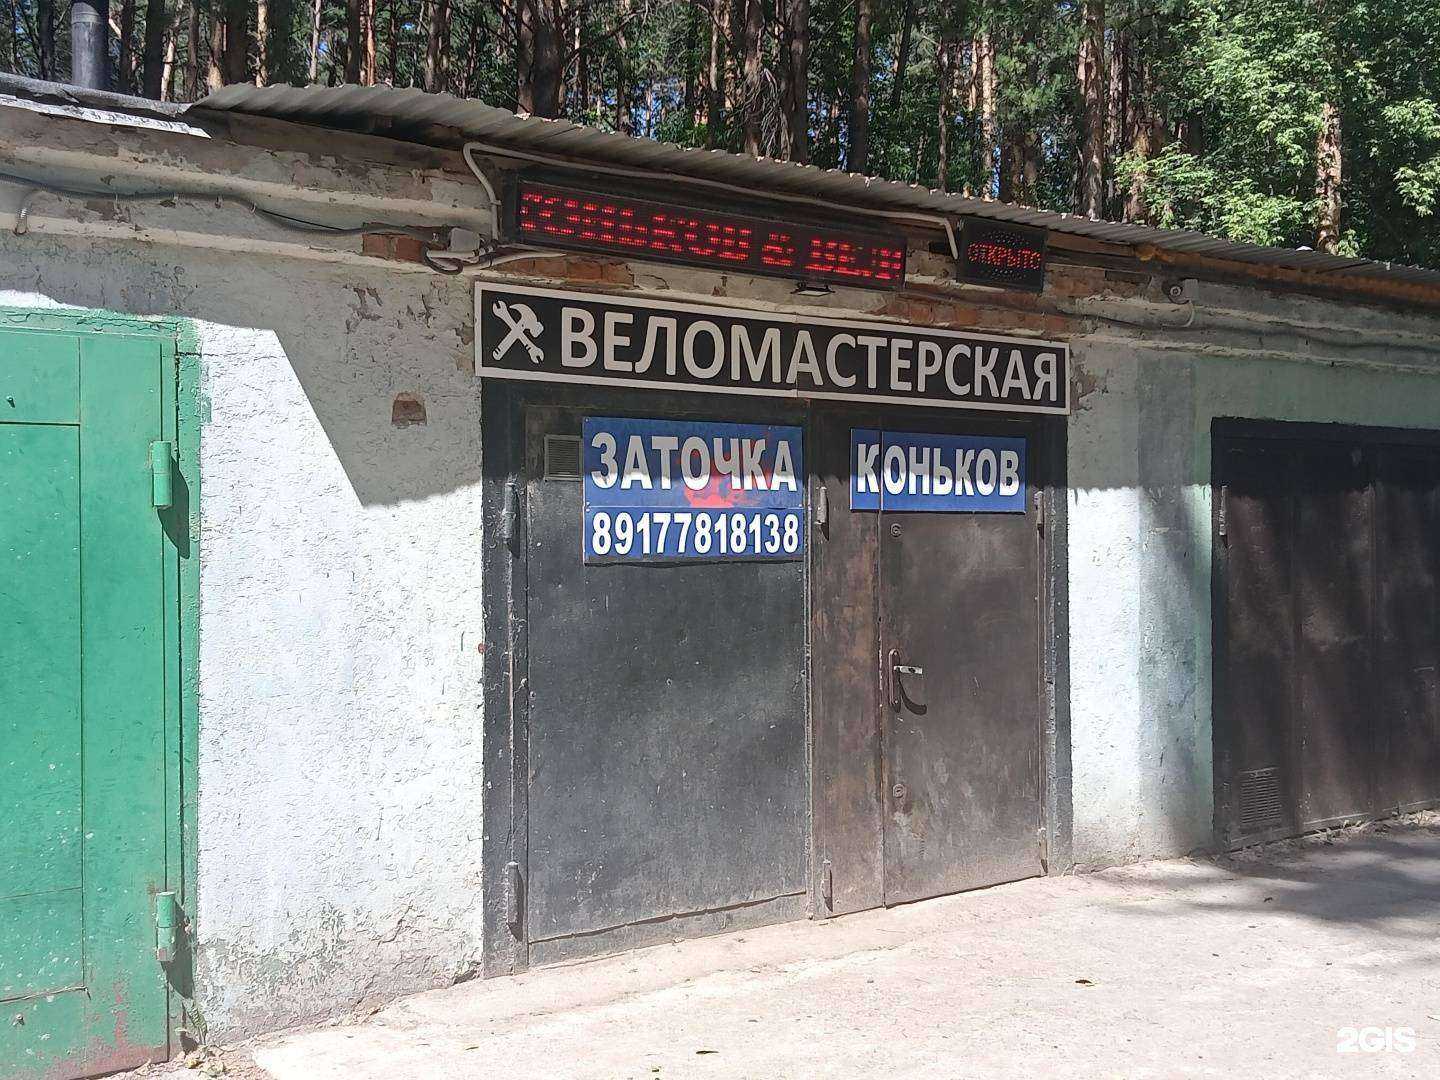 ОТКРЫТО
ВЕЛОМАСТЕРСКАЯ
ЗАТОЧКА КОНЬКОВ
89177818138
2GIS